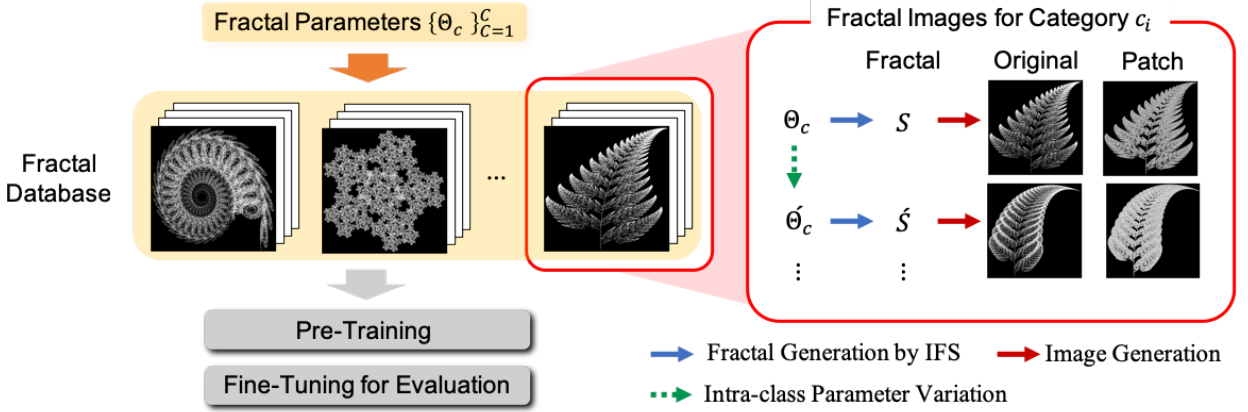 Fractal Parameters {Θc}C C=1
Fractal
Database
...
Pre-Training
Fine-Tuning for Evaluation
Fractal Images for Category ci
Fractal Original Patch
Θc S
Θ́c Ś
⋮ ⋮
Fractal Generation by IFS Image Generation
Intra-class Parameter Variation